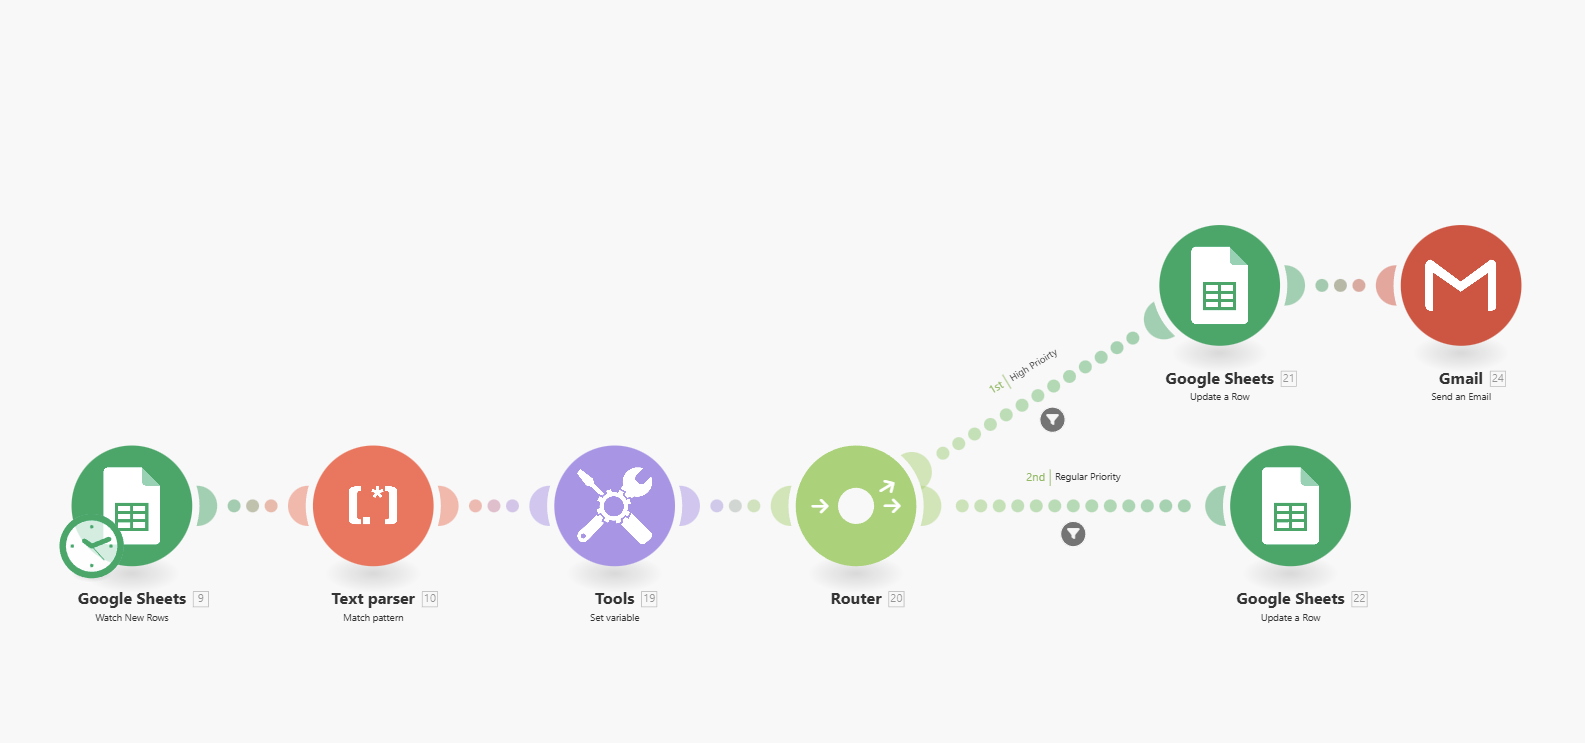 Google Sheets 9
Watch New Rows
Text parser 10
Match pattern
Tools 19
Set variable
Router 20
1st High Prioirty
Google Sheets 21
Update a Row
Gmail 24
Send an Email
2nd Regular Priority
Google Sheets 22
Update a Row